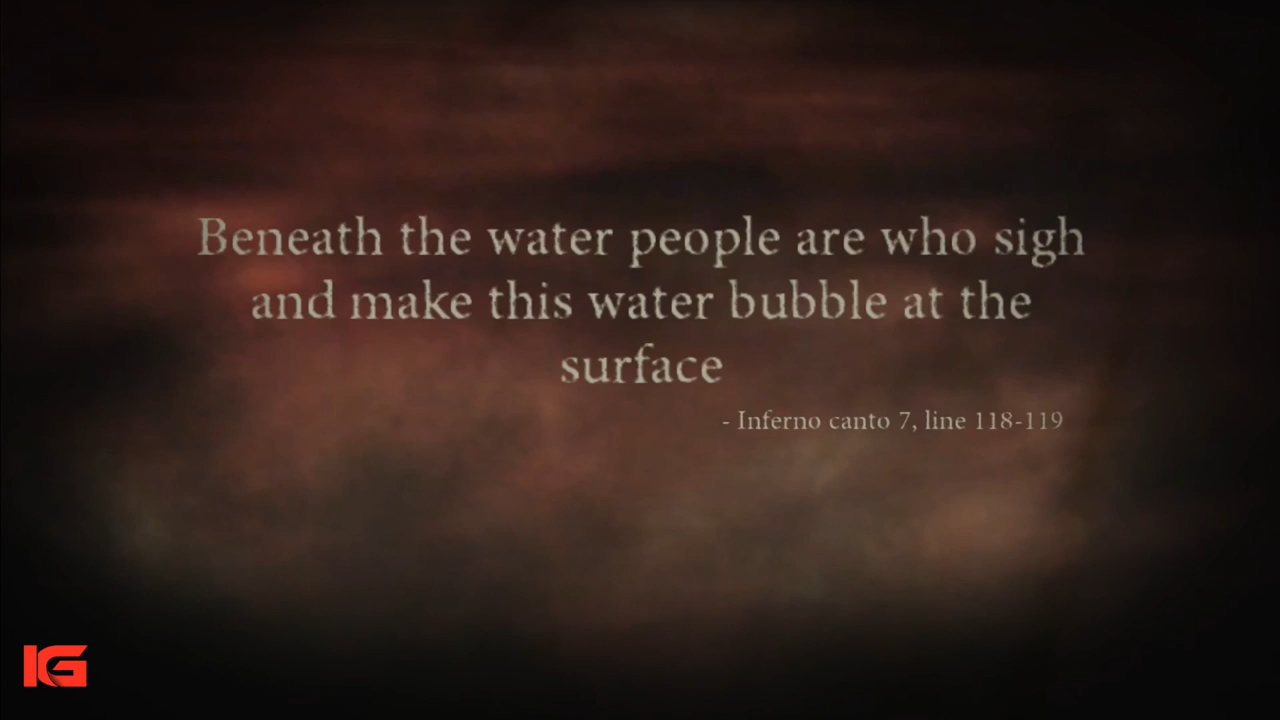 Beneath the water people are who sigh
and make this water bubble at the
surface
- Inferno canto 7, line 118-119
IG